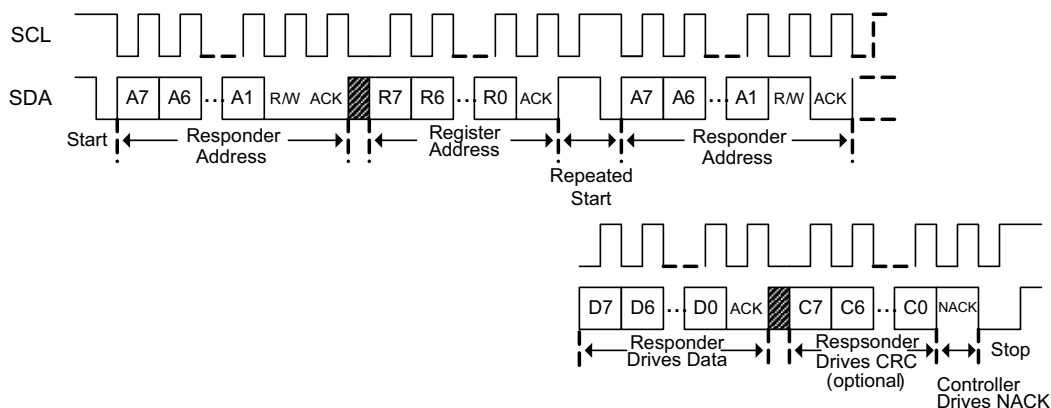 SCL
SDA
A7 A6 ... A1 R/W ACK R7 R6 ... R0 ACK A7 A6 ... A1 R/W ACK
Start
Responder
Address
Register
Address
Repeated
Start
Responder
Address
D7 D6 ... D0 ACK C7 C6 ... C0 NACK
Responder
Drives Data
Respsonder
Drives CRC
(optional)
Stop
Controller
Drives NACK